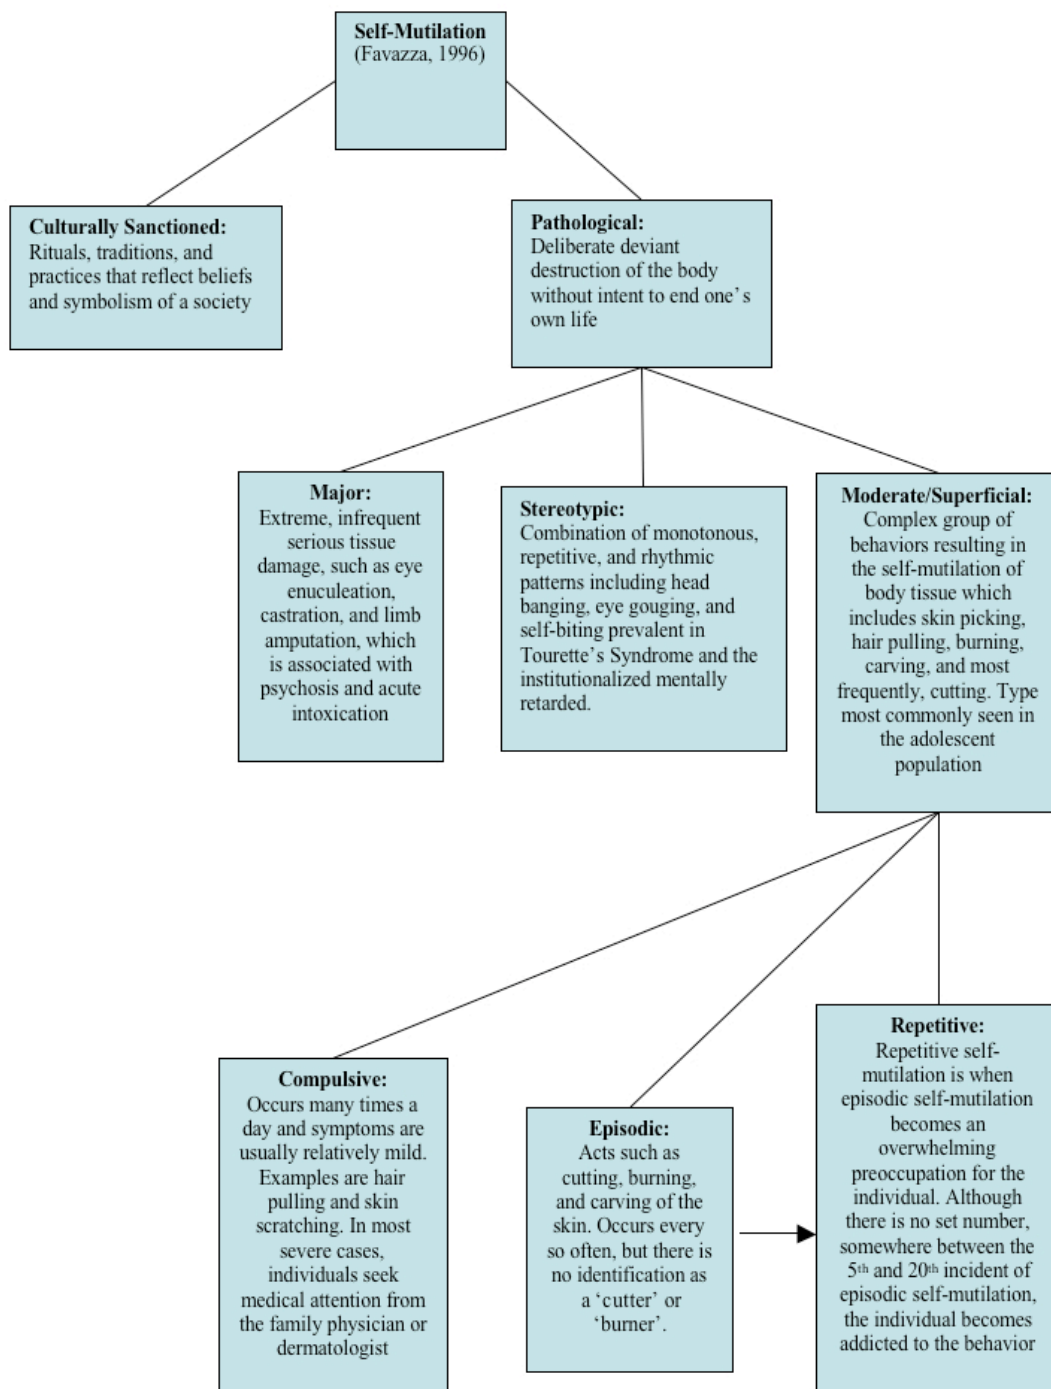 Self-Mutilation
(Favazza, 1996)
Culturally Sanctioned:
Rituals, traditions, and
practices that reflect beliefs
and symbolism of a society
Pathological:
Deliberate deviant
destruction of the body
without intent to end one's
own life
Major:
Extreme, infrequent
serious tissue
damage, such as eye
enuculeation,
castration, and limb
amputation, which
is associated with
psychosis and acute
intoxication
Stereotypic:
Combination of monotonous,
repetitive, and rhythmic
patterns including head
banging, eye gouging, and
self-biting prevalent in
Tourette's Syndrome and the
institutionalized mentally
retarded.
Moderate/Superficial:
Complex group of
behaviors resulting in
the self-mutilation of
body tissue which
includes skin picking,
hair pulling, burning,
carving, and most
frequently, cutting. Type
most commonly seen in
the adolescent
population
Compulsive:
Occurs many times a
day and symptoms are
usually relatively mild.
Examples are hair
pulling and skin
scratching. In most
severe cases,
individuals seek
medical attention from
the family physician or
dermatologist
Episodic:
Acts such as
cutting, burning,
and carving of the
skin. Occurs every
so often, but there is
no identification as
a 'cutter' or
'burner'.
Repetitive:
Repetitive self-
mutilation is when
episodic self-mutilation
becomes an
overwhelming
preoccupation for the
individual. Although
there is no set number,
somewhere between the
5th and 20th incident of
episodic self-mutilation,
the individual becomes
addicted to the behavior